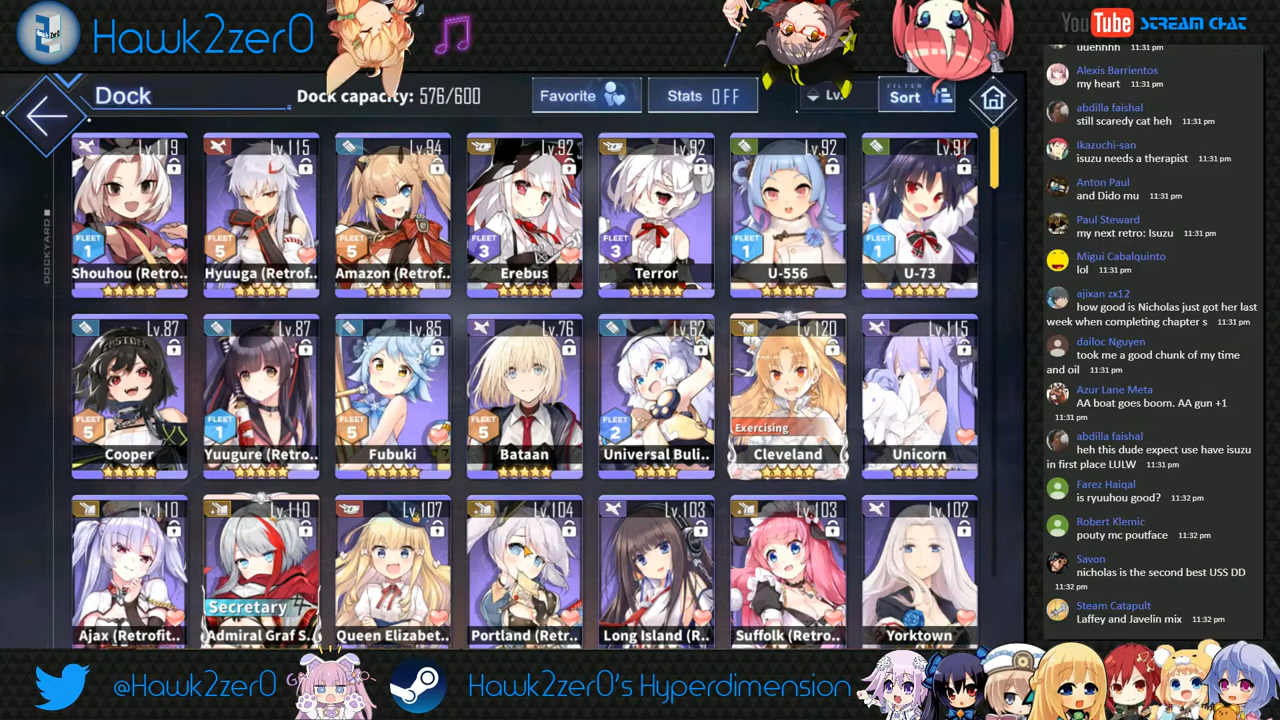 Hawk2zer0
You Tube STREAM CHAT
Dock
Dock capacity: 576/600
Favorite
Stats OFF
Lv.
FILTER
Sort
DOCKYARD
Lv.119
Lv.115
Lv.94
Lv.92
Lv.92
Lv.92
Lv.91
FLEET 1
FLEET 5
FLEET 5
FLEET 3
FLEET 3
FLEET 1
FLEET 1
Shouhou (Retro..
Hyuuga (Retrof..
Amazon (Retrof..
Erebus
Terror
U-556
U-73
Lv.87
Lv.87
Lv.85
Lv.76
Lv.62
Lv.120
Lv.115
FLEET 5
FLEET 1
FLEET 5
FLEET 5
FLEET 2
Exercising
Cooper
Yuugure (Retro..
Fubuki
Bataan
Universal Buli..
Cleveland
Unicorn
Lv.110
Lv.110
Lv.107
Lv.104
Lv.103
Lv.103
Lv.102
Secretary
Ajax (Retrofit..
Admiral Graf S..
Queen Elizabet..
Portland (Retr..
Long Island (R..
Suffolk (Retro..
Yorktown
uuehhhh 11:31 pm
Alexis Barrientos
my heart 11:31 pm
abdilla faishal
still scaredy cat heh 11:31 pm
Ikazuchi-san
isuzu needs a therapist 11:31 pm
Anton Paul
and Dido mu 11:31 pm
Paul Steward
my next retro: Isuzu 11:31 pm
Migui Cabalquinto
lol 11:31 pm
ajixan zx12
how good is Nicholas just got her last
week when completing chapter s 11:31 pm
dailoc Nguyen
took me a good chunk of my time
and oil 11:31 pm
Azur Lane Meta
AA boat goes boom. AA gun +1
11:31 pm
abdilla faishal
heh this dude expect use have isuzu
in first place LULW 11:31 pm
Farez Haiqal
is ryuuhou good? 11:32 pm
Robert Klemic
pouty mc poutface 11:32 pm
Savon
nicholas is the second best USS DD
11:32 pm
Steam Catapult
Laffey and Javelin mix 11:32 pm
@Hawk2zer0
Hawk2zer0's Hyperdimension